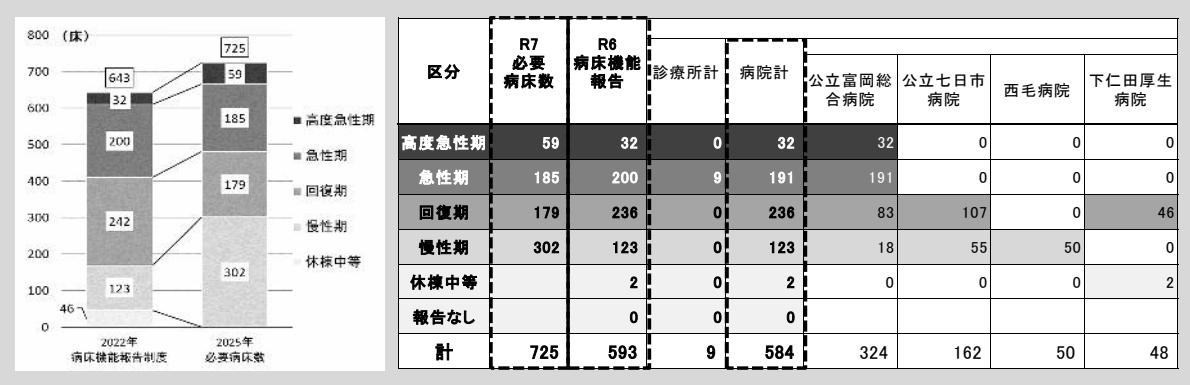 800 （床）
725
700
59
643
32
600
185
200
高度急性期
500
急性期
400
179
回復期
300
242
慢性期
200
302
休棟中等
123
100
46
0
2022年 2025年
病床機能報告制度 必要病床数
区分
R7
必要
病床数
R6
病床機能
報告
診療所計
病院計
公立富岡総
合病院
公立七日市
病院
西毛病院
下仁田厚生
病院
高度急性期 59 32 0 32 32 0 0 0
急性期 185 200 9 191 191 0 0 0
回復期 179 236 0 236 83 107 0 46
慢性期 302 123 0 123 18 55 50 0
休棟中等 2 0 2 0 0 0 2
報告なし 0 0 0
計 725 593 9 584 324 162 50 48